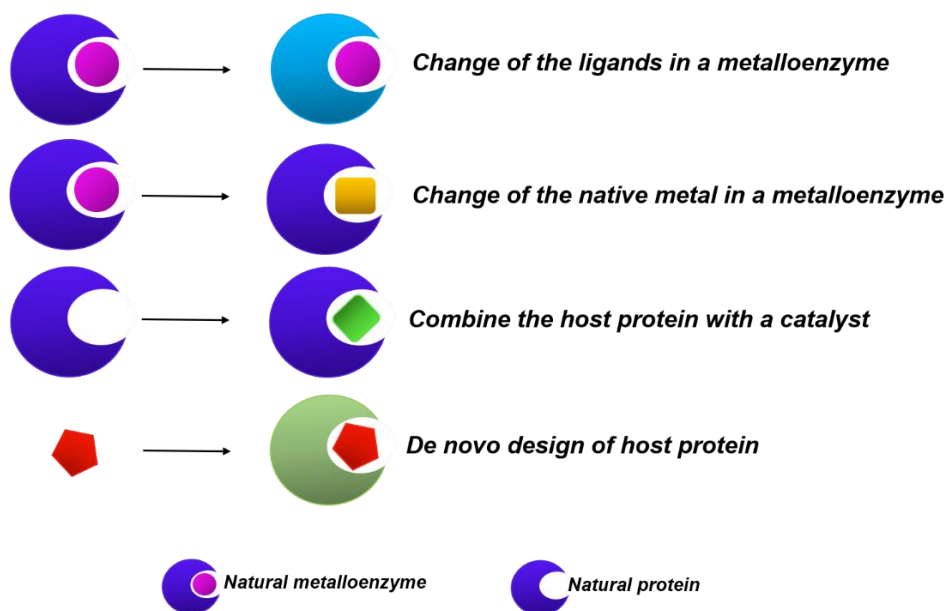 Change of the ligands in a metalloenzyme
Change of the native metal in a metalloenzyme
Combine the host protein with a catalyst
De novo design of host protein
Natural metalloenzyme
Natural protein